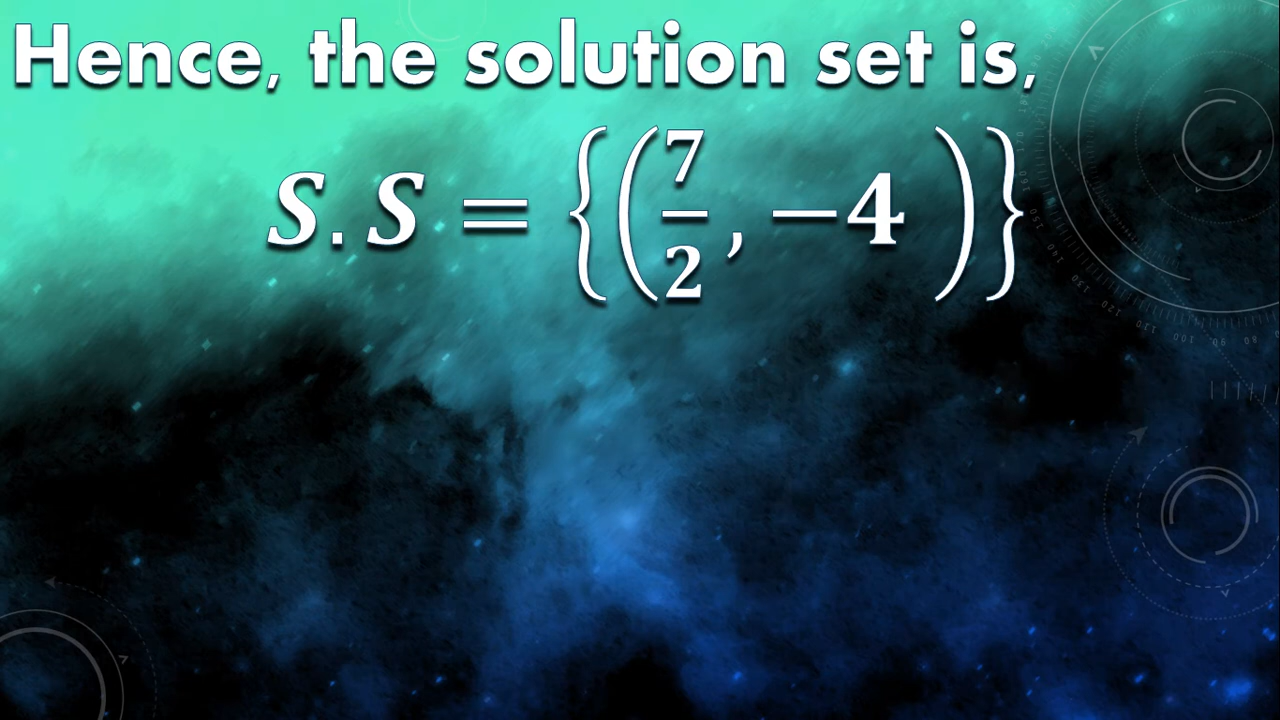 Hence, the solution set is,
S.S = {(7/2, −4 )}